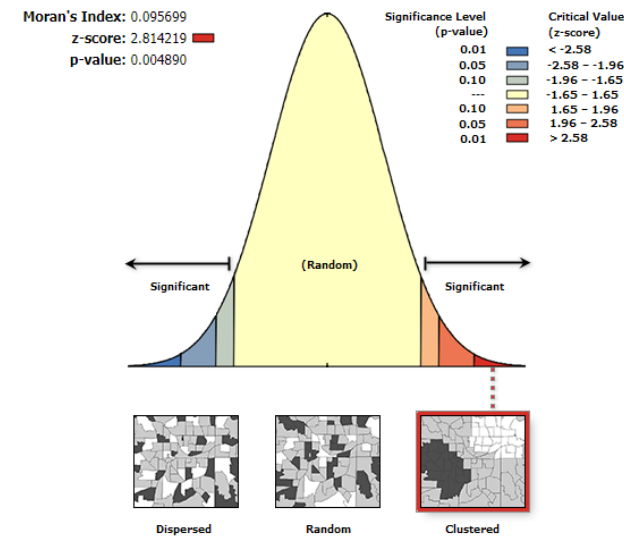 Moran's Index: 0.095699
z-score: 2.814219
p-value: 0.004890
Significance Level
(p-value)
Critical Value
(z-score)
0.01 < -2.58
0.05 -2.58 – -1.96
0.10 -1.96 – -1.65
--- -1.65 – 1.65
0.10 1.65 – 1.96
0.05 1.96 – 2.58
0.01 > 2.58
(Random)
Significant Significant
Dispersed Random Clustered